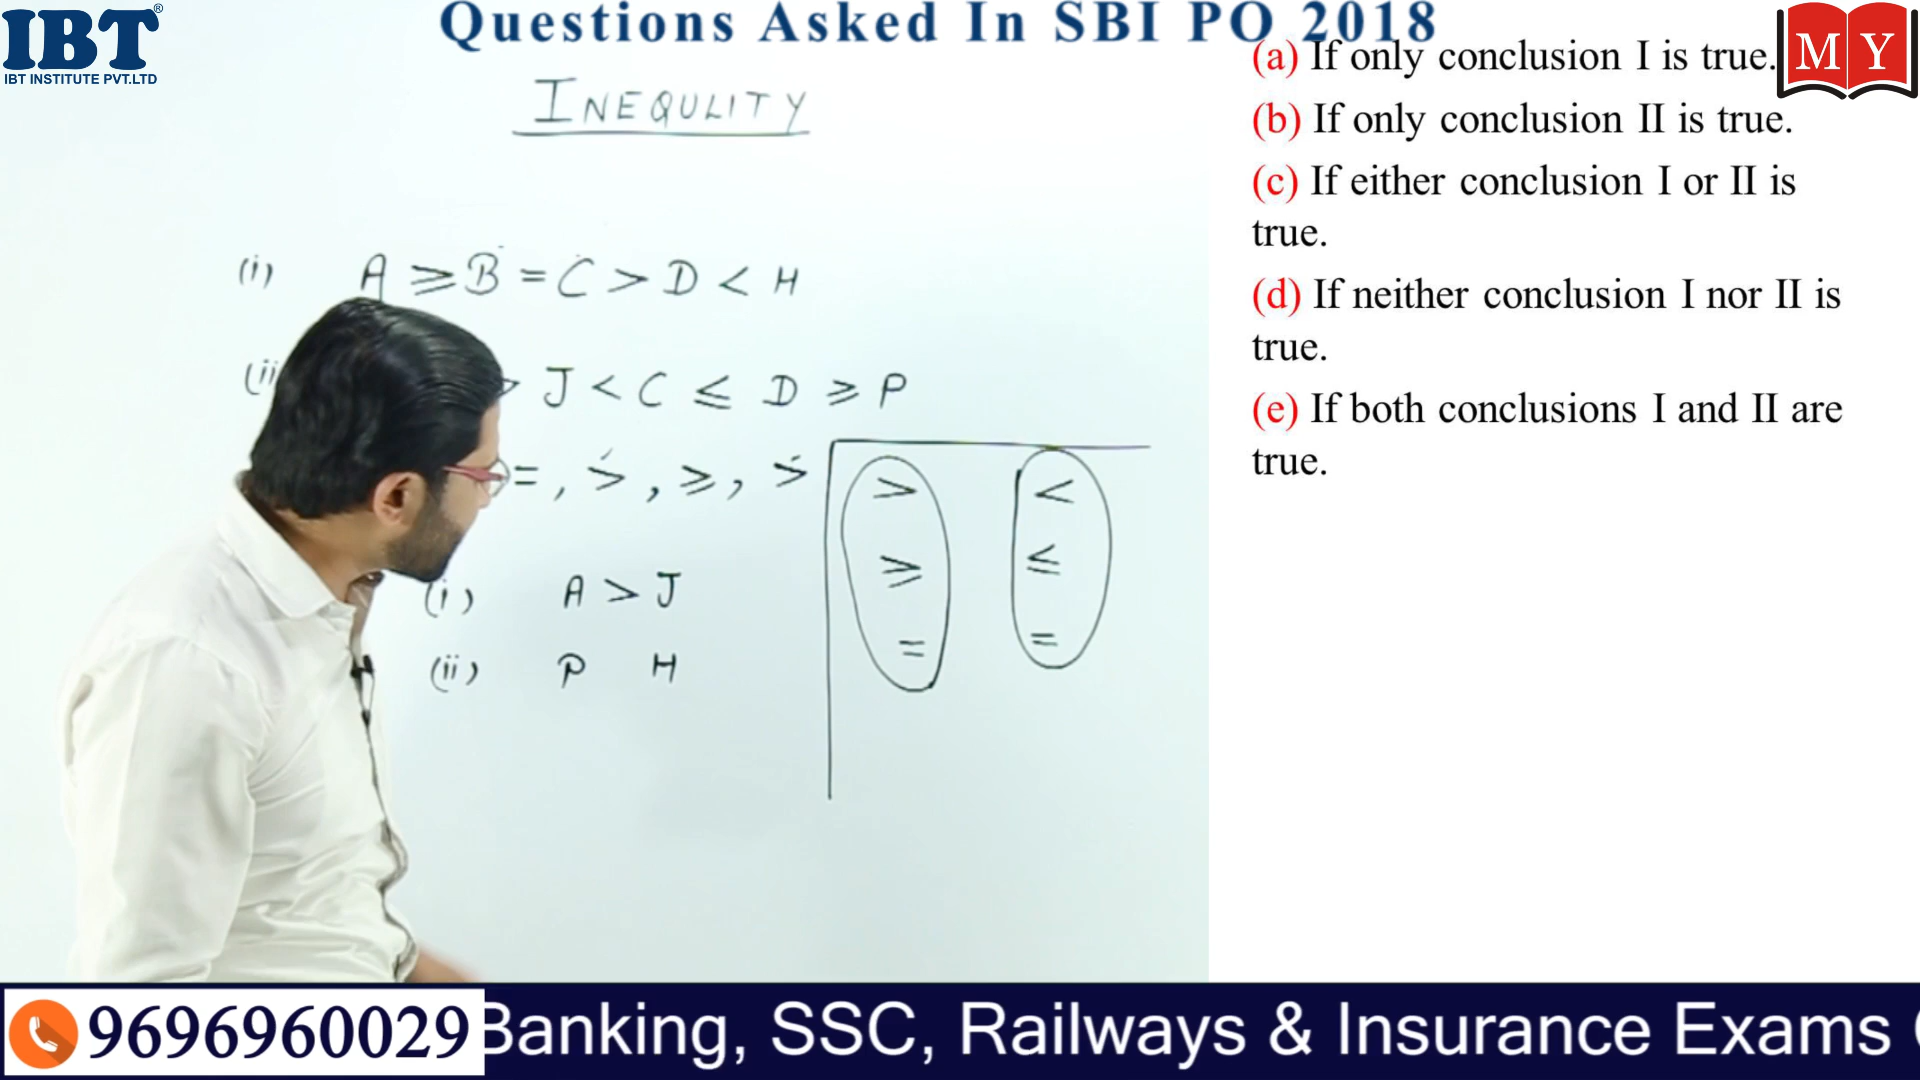 IBT®
IBT INSTITUTE PVT.LTD
Questions Asked In SBI PO 2018
MY
INEQULITY
(i) A ⩾ B = C > D < H
(ii > J < C ⩽ D ⩾ P
= , > , ⩾ , >
(i) A > J
(ii) P H
> <
⩾ ⩽
= =
(a) If only conclusion I is true.
(b) If only conclusion II is true.
(c) If either conclusion I or II is
true.
(d) If neither conclusion I nor II is
true.
(e) If both conclusions I and II are
true.
9696960029 Banking, SSC, Railways & Insurance Exams